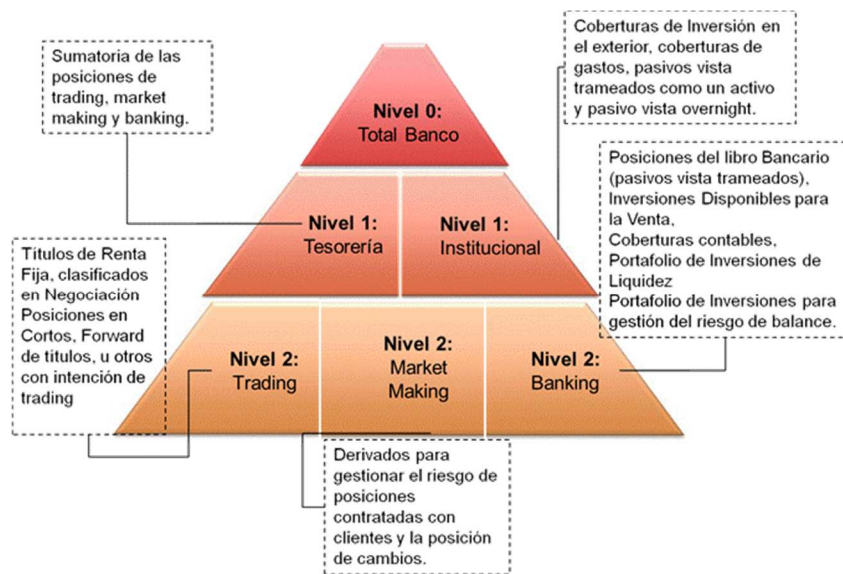 Sumatoria de las
posiciones de
trading, market
making y banking.
Coberturas de Inversión en
el exterior, coberturas de
gastos, pasivos vista
trameados como un activo
y pasivo vista overnight.
Nivel 0:
Total Banco
Nivel 1:
Tesorería
Nivel 1:
Institucional
Posiciones del libro Bancario
(pasivos vista trameados),
Inversiones Disponibles para
la Venta,
Coberturas contables,
Portafolio de Inversiones de
Liquidez
Portafolio de Inversiones para
gestión del riesgo de balance.
Títulos de Renta
Fija, clasificados
en Negociación
Posiciones en
Cortos, Forward
de títulos, u otros
con intención de
trading
Nivel 2:
Trading
Nivel 2:
Market
Making
Nivel 2:
Banking
Derivados para
gestionar el riesgo de
posiciones
contratadas con
clientes y la posición
de cambios.